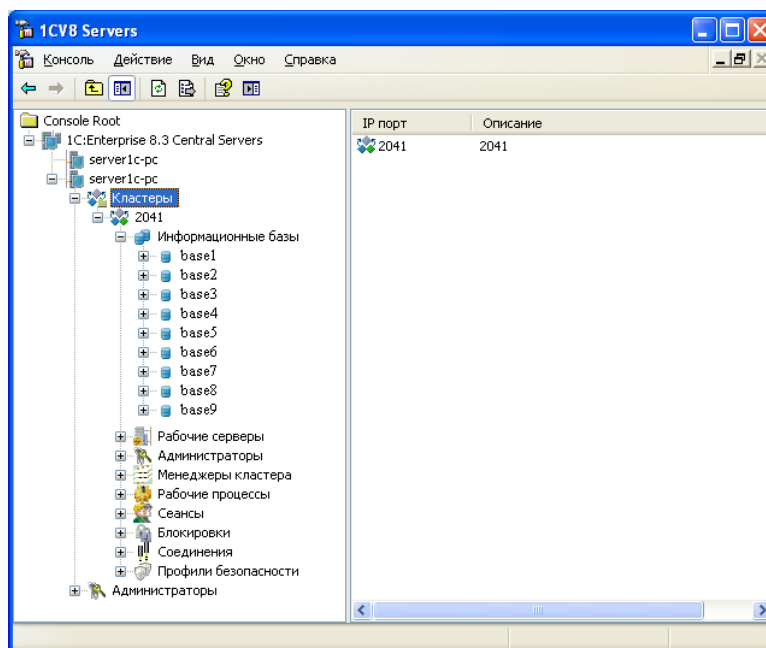 1CV8 Servers
Консоль Действие Вид Окно Справка
Console Root
1C:Enterprise 8.3 Central Servers
server1c-pc
server1c-pc
Кластеры
2041
Информационные базы
base1
base2
base3
base4
base5
base6
base7
base8
base9
Рабочие серверы
Администраторы
Менеджеры кластера
Рабочие процессы
Сеансы
Блокировки
Соединения
Профили безопасности
Администраторы
IP порт Описание
2041 2041